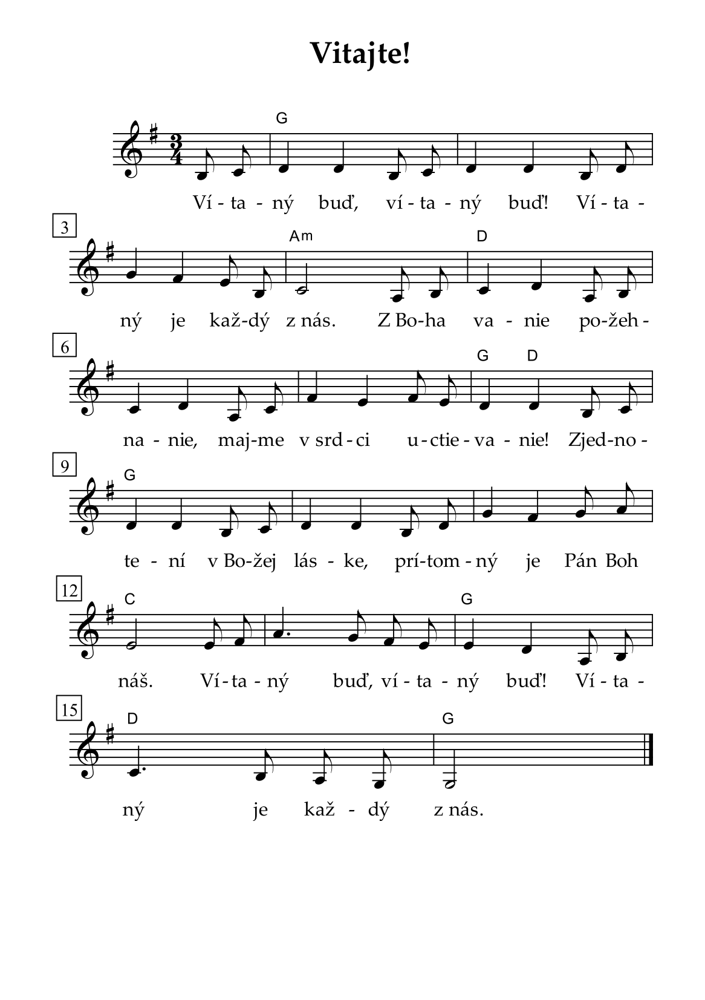 Vitajte!
G
Ví - ta - ný buď, ví - ta - ný buď! Ví - ta -
3
Am D
ný je kaž-dý z nás. Z Bo-ha va - nie po-žeh -
6
G D
na - nie, maj-me v srd - ci u-ctie - va - nie! Zjed-no -
9
G
te - ní v Bo-žej lás - ke, prí-tom - ný je Pán Boh
12
C G
náš. Ví-ta - ný buď, ví - ta - ný buď! Ví - ta -
15
D G
ný je kaž - dý z nás.